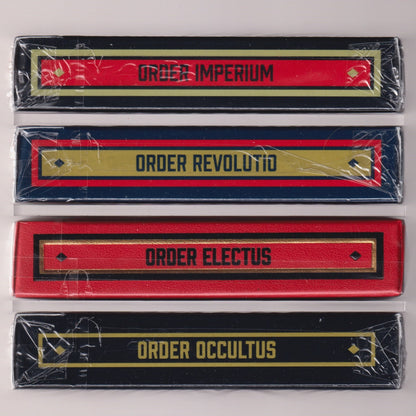 ORDER IMPERIUM
ORDER REVOLUTIO
ORDER ELECTUS
ORDER OCCULTUS